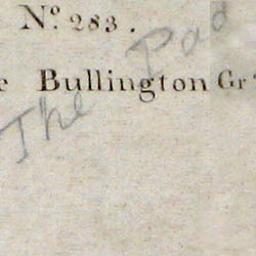 No. 283.
e Bullington Gr
The Pad